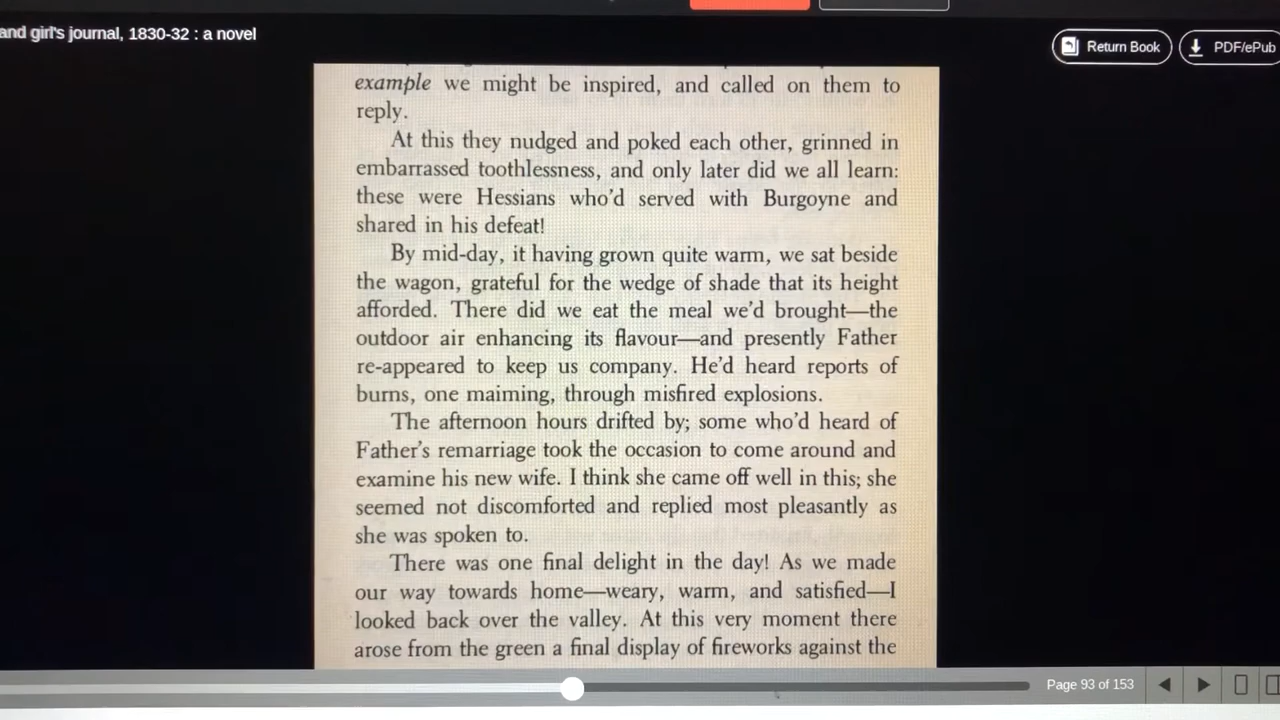 and girl's journal, 1830-32 : a novel
Return Book
PDF/ePub
example we might be inspired, and called on them to
reply.
At this they nudged and poked each other, grinned in
embarrassed toothlessness, and only later did we all learn:
these were Hessians who'd served with Burgoyne and
shared in his defeat!
By mid-day, it having grown quite warm, we sat beside
the wagon, grateful for the wedge of shade that its height
afforded. There did we eat the meal we'd brought—the
outdoor air enhancing its flavour—and presently Father
re-appeared to keep us company. He'd heard reports of
burns, one maiming, through misfired explosions.
The afternoon hours drifted by; some who'd heard of
Father's remarriage took the occasion to come around and
examine his new wife. I think she came off well in this; she
seemed not discomforted and replied most pleasantly as
she was spoken to.
There was one final delight in the day! As we made
our way towards home—weary, warm, and satisfied—I
looked back over the valley. At this very moment there
arose from the green a final display of fireworks against the
Page 93 of 153